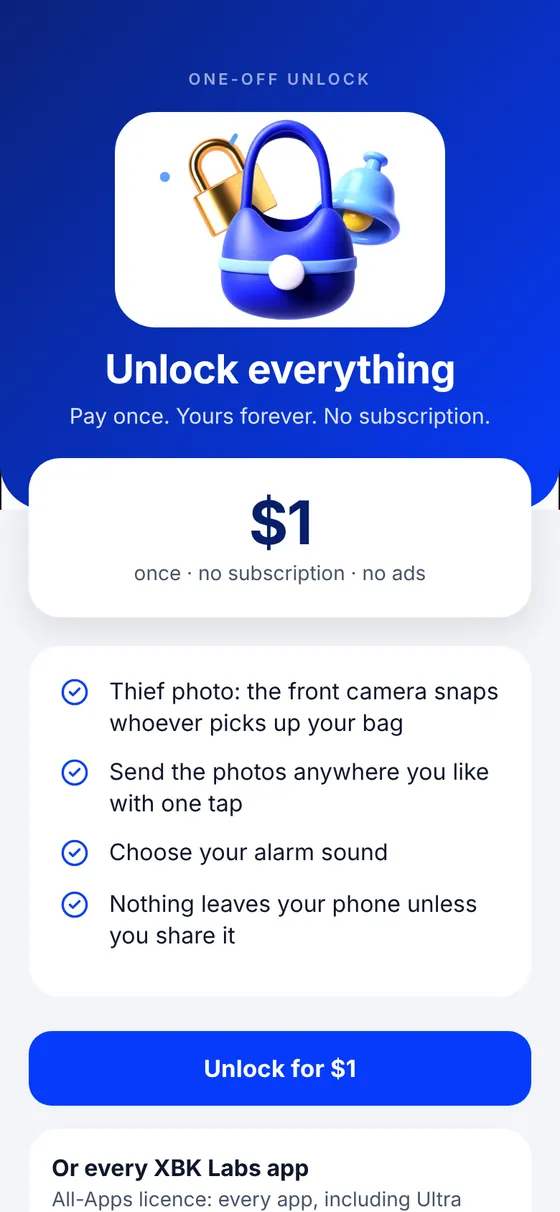 ONE-OFF UNLOCK
Unlock everything
Pay once. Yours forever. No subscription.
$1
once · no subscription · no ads
Thief photo: the front camera snaps
whoever picks up your bag
Send the photos anywhere you like
with one tap
Choose your alarm sound
Nothing leaves your phone unless
you share it
Unlock for $1
Or every XBK Labs app
All-Apps licence: every app, including Ultra